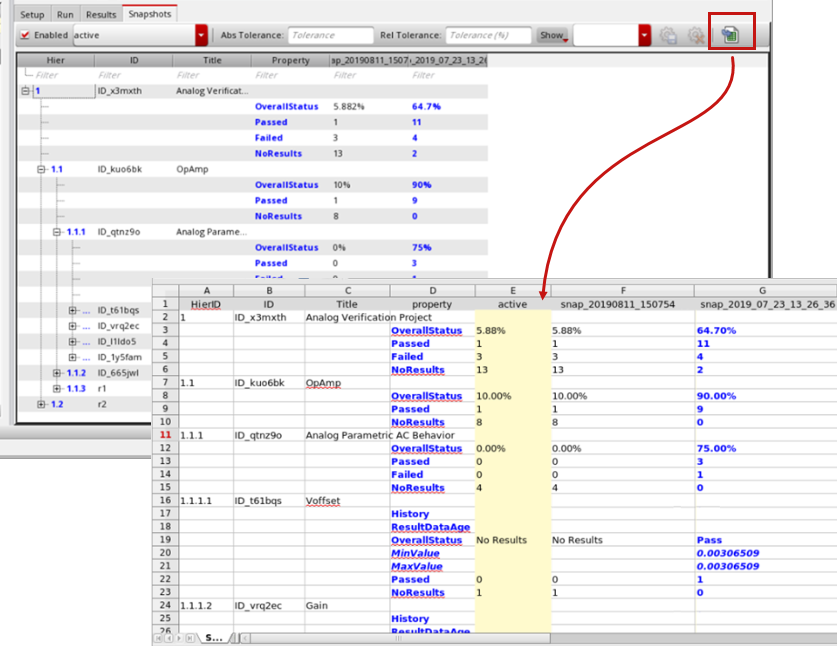 Setup Run Results Snapshots
Enabled active Abs Tolerance: Tolerance Rel Tolerance: Tolerance (%) Show
Hier ID Title Property
Filter Filter Filter Filter Filter Filter
1 ID_x3mxth Analog Verificat...
OverallStatus 5.882% 64.7%
Passed 1 11
Failed 3 4
NoResults 13 2
1.1 ID_kuo6bk OpAmp
OverallStatus 10% 90%
Passed 1 9
NoResults 8 0
1.1.1 ID_qtnz9o Analog Parame...
OverallStatus 0% 75%
Passed 0 3
... ID_t61bqs
... ID_vrq2ec
... ID_l1ldo5
... ID_1y5fam
1.1.2 ID_665jwl
1.1.3 r1
1.2 r2
A B C D E F G
1 HierID ID Title property active snap_20190811_150754 snap_2019_07_23_13_26_36
2 1 ID_x3mxth Analog Verification Project
3 OverallStatus 5.88% 5.88% 64.70%
4 Passed 1 1 11
5 Failed 3 3 4
6 NoResults 13 13 2
7 1.1 ID_kuo6bk OpAmp
8 OverallStatus 10.00% 10.00% 90.00%
9 Passed 1 1 9
10 NoResults 8 8 0
11 1.1.1 ID_qtnz9o Analog Parametric AC Behavior
12 OverallStatus 0.00% 0.00% 75.00%
13 Passed 0 0 3
14 Failed 0 0 1
15 NoResults 4 4 0
16 1.1.1.1 ID_t61bqs Voffset
17 History
18 ResultDataAge
19 OverallStatus No Results No Results Pass
20 MinValue 0.00306509
21 MaxValue 0.00306509
22 Passed 0 0 1
23 NoResults 1 1 0
24 1.1.1.2 ID_vrq2ec Gain
25 History
26 ResultDataAge
S...